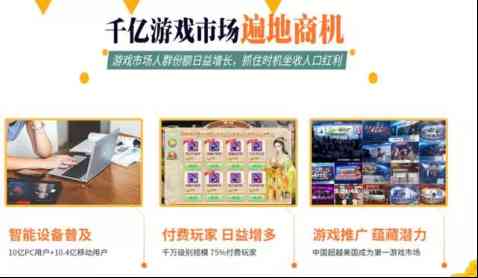 千亿游戏市场遍地商机
游戏市场人群份额日益增长，抓住时机坐收人口红利
智能设备普及
10亿PC用户+10.4亿移动用户
付费玩家 日益增多
千万级别规模 75%付费玩家
游戏推广 蕴藏潜力
中国超越美国成为第一游戏市场